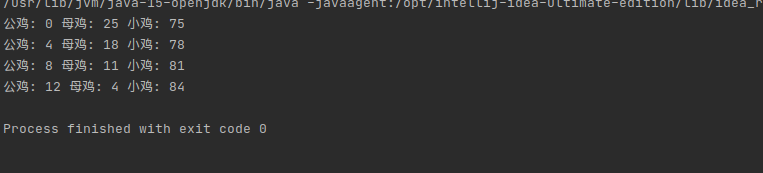 /usr/lib/jvm/java-15-openjdk/bin/java -javaagent:/opt/intellij-idea-ultimate-edition/lib/idea_r
公鸡: 0 母鸡: 25 小鸡: 75
公鸡: 4 母鸡: 18 小鸡: 78
公鸡: 8 母鸡: 11 小鸡: 81
公鸡: 12 母鸡: 4 小鸡: 84
Process finished with exit code 0